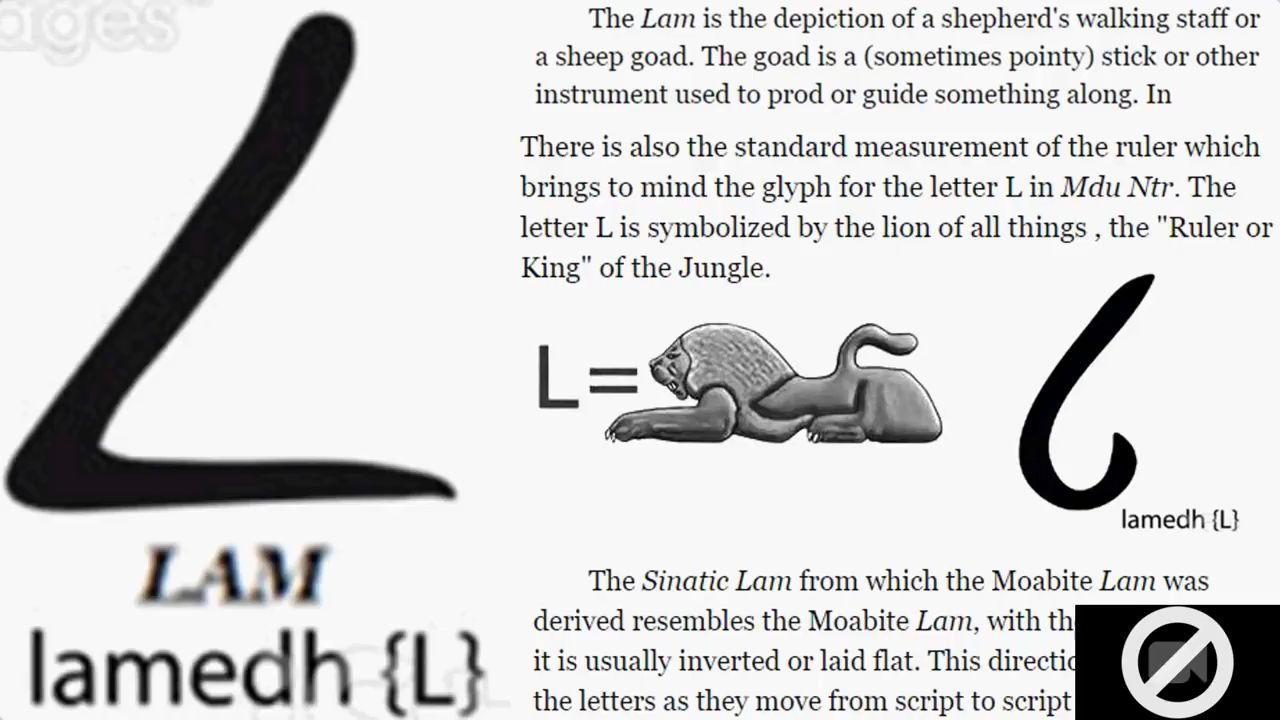 ages
LAM
lamedh {L}
The Lam is the depiction of a shepherd's walking staff or
a sheep goad. The goad is a (sometimes pointy) stick or other
instrument used to prod or guide something along. In
There is also the standard measurement of the ruler which
brings to mind the glyph for the letter L in Mdu Ntr. The
letter L is symbolized by the lion of all things , the "Ruler or
King" of the Jungle.
L=
lamedh {L}
The Sinatic Lam from which the Moabite Lam was
derived resembles the Moabite Lam, with
it is usually inverted or laid flat. This
the letters as they move from script to script